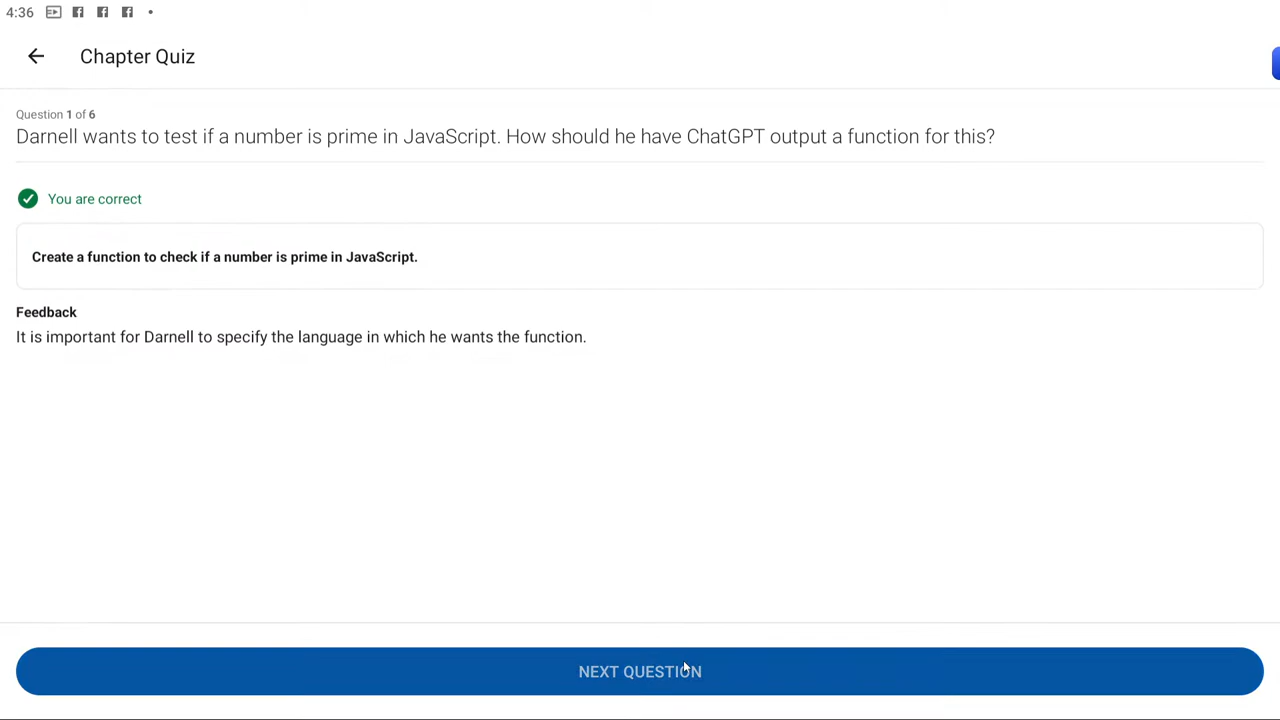 4:36
Chapter Quiz
Question 1 of 6
Darnell wants to test if a number is prime in JavaScript. How should he have ChatGPT output a function for this?
You are correct
Create a function to check if a number is prime in JavaScript.
Feedback
It is important for Darnell to specify the language in which he wants the function.
NEXT QUESTION